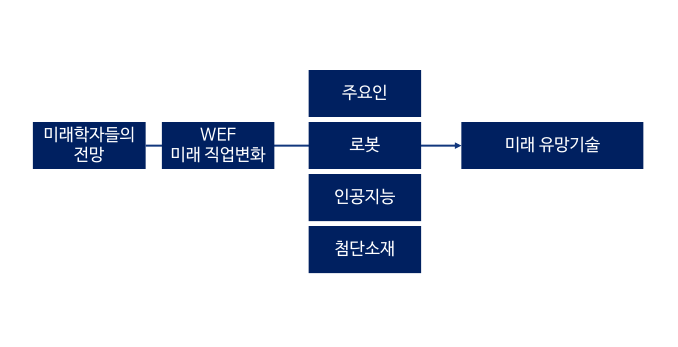 미래학자들의
전망
WEF
미래 직업변화
주요인
로봇
인공지능
첨단소재
미래 유망기술